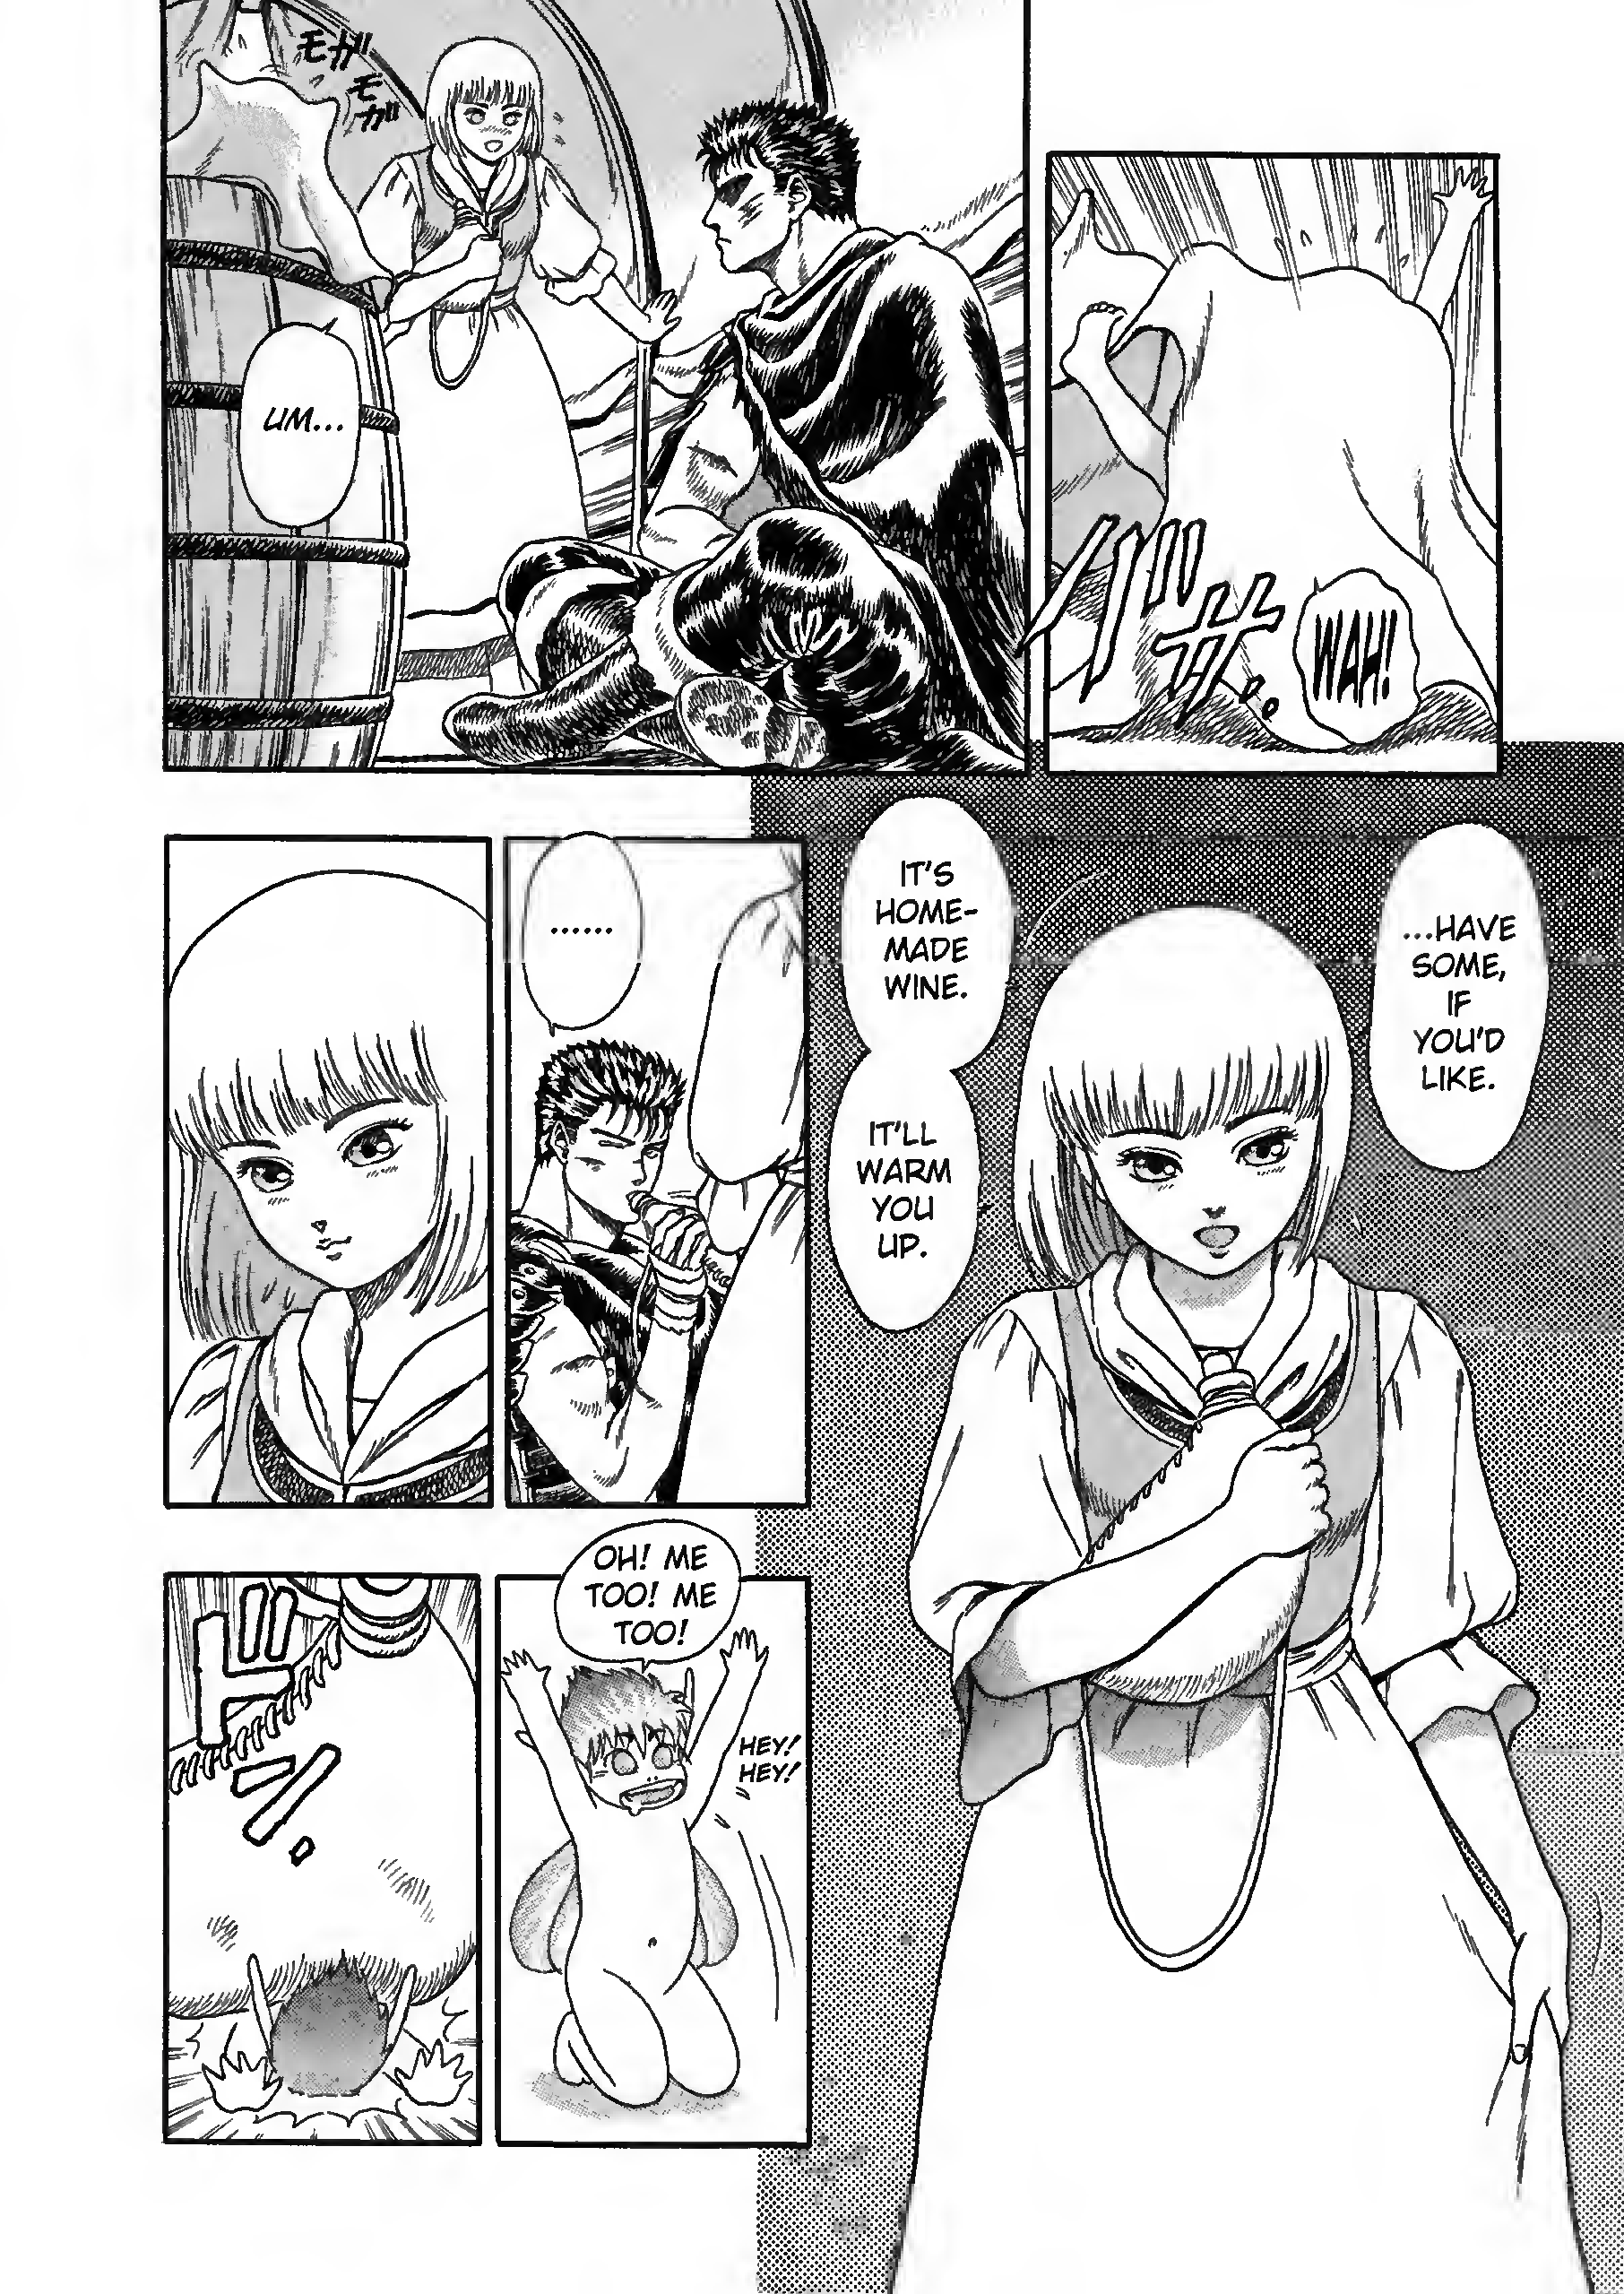 バサ..
WAH!
モガ
モガ
UM...
...HAVE
SOME,
IF
YOU'D
LIKE.
IT'S
HOME-
MADE
WINE.
IT'LL
WARM
YOU
UP.
......
OH! ME
TOO! ME
TOO!
HEY!
HEY!
ドン.